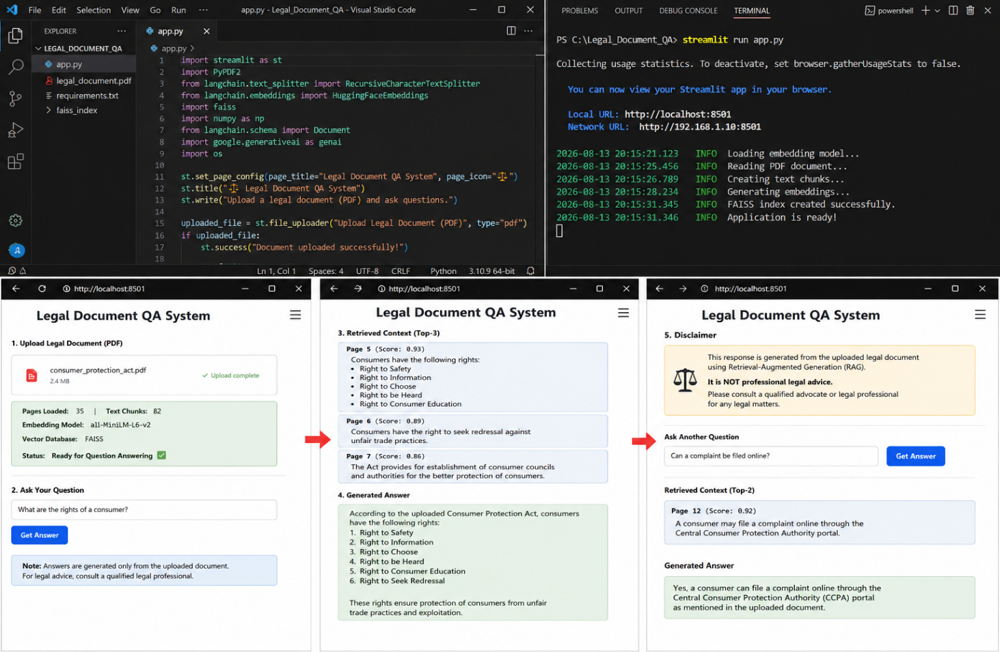 File Edit Selection View Go Run ··· app.py - Legal_Document_QA - Visual Studio Code
EXPLORER ···
LEGAL_DOCUMENT_QA
app.py
legal_document.pdf
requirements.txt
faiss_index
app.py
app.py
1 import streamlit as st
2 import PyPDF2
3 from langchain.text_splitter import RecursiveCharacterTextSplitter
4 from langchain.embeddings import HuggingFaceEmbeddings
5 import faiss
6 import numpy as np
7 from langchain.schema import Document
8 import google.generativeai as genai
9 import os
10
11 st.set_page_config(page_title="Legal Document QA System", page_icon="⚖️")
12 st.title("⚖️ Legal Document QA System")
13 st.write("Upload a legal document (PDF) and ask questions.")
14
15 uploaded_file = st.file_uploader("Upload Legal Document (PDF)", type="pdf")
16 if uploaded_file:
17 st.success("Document uploaded successfully!")
18
Ln 1, Col 1 Spaces: 4 UTF-8 CRLF Python 3.10.9 64-bit
PROBLEMS OUTPUT DEBUG CONSOLE TERMINAL powershell
PS C:\Legal_Document_QA> streamlit run app.py
Collecting usage statistics. To deactivate, set browser.gatherUsageStats to false.
You can now view your Streamlit app in your browser.
Local URL: http://localhost:8501
Network URL: http://192.168.1.10:8501
2026-08-13 20:15:21.123 INFO Loading embedding model...
2026-08-13 20:15:25.456 INFO Reading PDF document...
2026-08-13 20:15:26.789 INFO Creating text chunks...
2026-08-13 20:15:28.234 INFO Generating embeddings...
2026-08-13 20:15:31.345 INFO FAISS index created successfully.
2026-08-13 20:15:31.346 INFO Application is ready!
http://localhost:8501
Legal Document QA System
1. Upload Legal Document (PDF)
consumer_protection_act.pdf
2.4 MB
✓ Upload complete
Pages Loaded: 35 | Text Chunks: 82
Embedding Model: all-MiniLM-L6-v2
Vector Database: FAISS
Status: Ready for Question Answering ✅
2. Ask Your Question
What are the rights of a consumer?
Get Answer
Note: Answers are generated only from the uploaded document.
For legal advice, consult a qualified legal professional.
http://localhost:8501
Legal Document QA System
3. Retrieved Context (Top-3)
Page 5 (Score: 0.93)
Consumers have the following rights:
• Right to Safety
• Right to Information
• Right to Choose
• Right to be Heard
• Right to Consumer Education
Page 6 (Score: 0.89)
Consumers have the right to seek redressal against
unfair trade practices.
Page 7 (Score: 0.86)
The Act provides for establishment of consumer councils
and authorities for the better protection of consumers.
4. Generated Answer
According to the uploaded Consumer Protection Act, consumers
have the following rights:
1. Right to Safety
2. Right to Information
3. Right to Choose
4. Right to be Heard
5. Right to Consumer Education
6. Right to Seek Redressal
These rights ensure protection of consumers from unfair
trade practices and exploitation.
http://localhost:8501
Legal Document QA System
5. Disclaimer
This response is generated from the uploaded legal document
using Retrieval-Augmented Generation (RAG).
It is NOT professional legal advice.
Please consult a qualified advocate or legal professional
for any legal matters.
Ask Another Question
Can a complaint be filed online?
Get Answer
Retrieved Context (Top-2)
Page 12 (Score: 0.92)
A consumer may file a complaint online through the
Central Consumer Protection Authority portal.
Generated Answer
Yes, a consumer can file a complaint online through the
Central Consumer Protection Authority (CCPA) portal
as mentioned in the uploaded document.